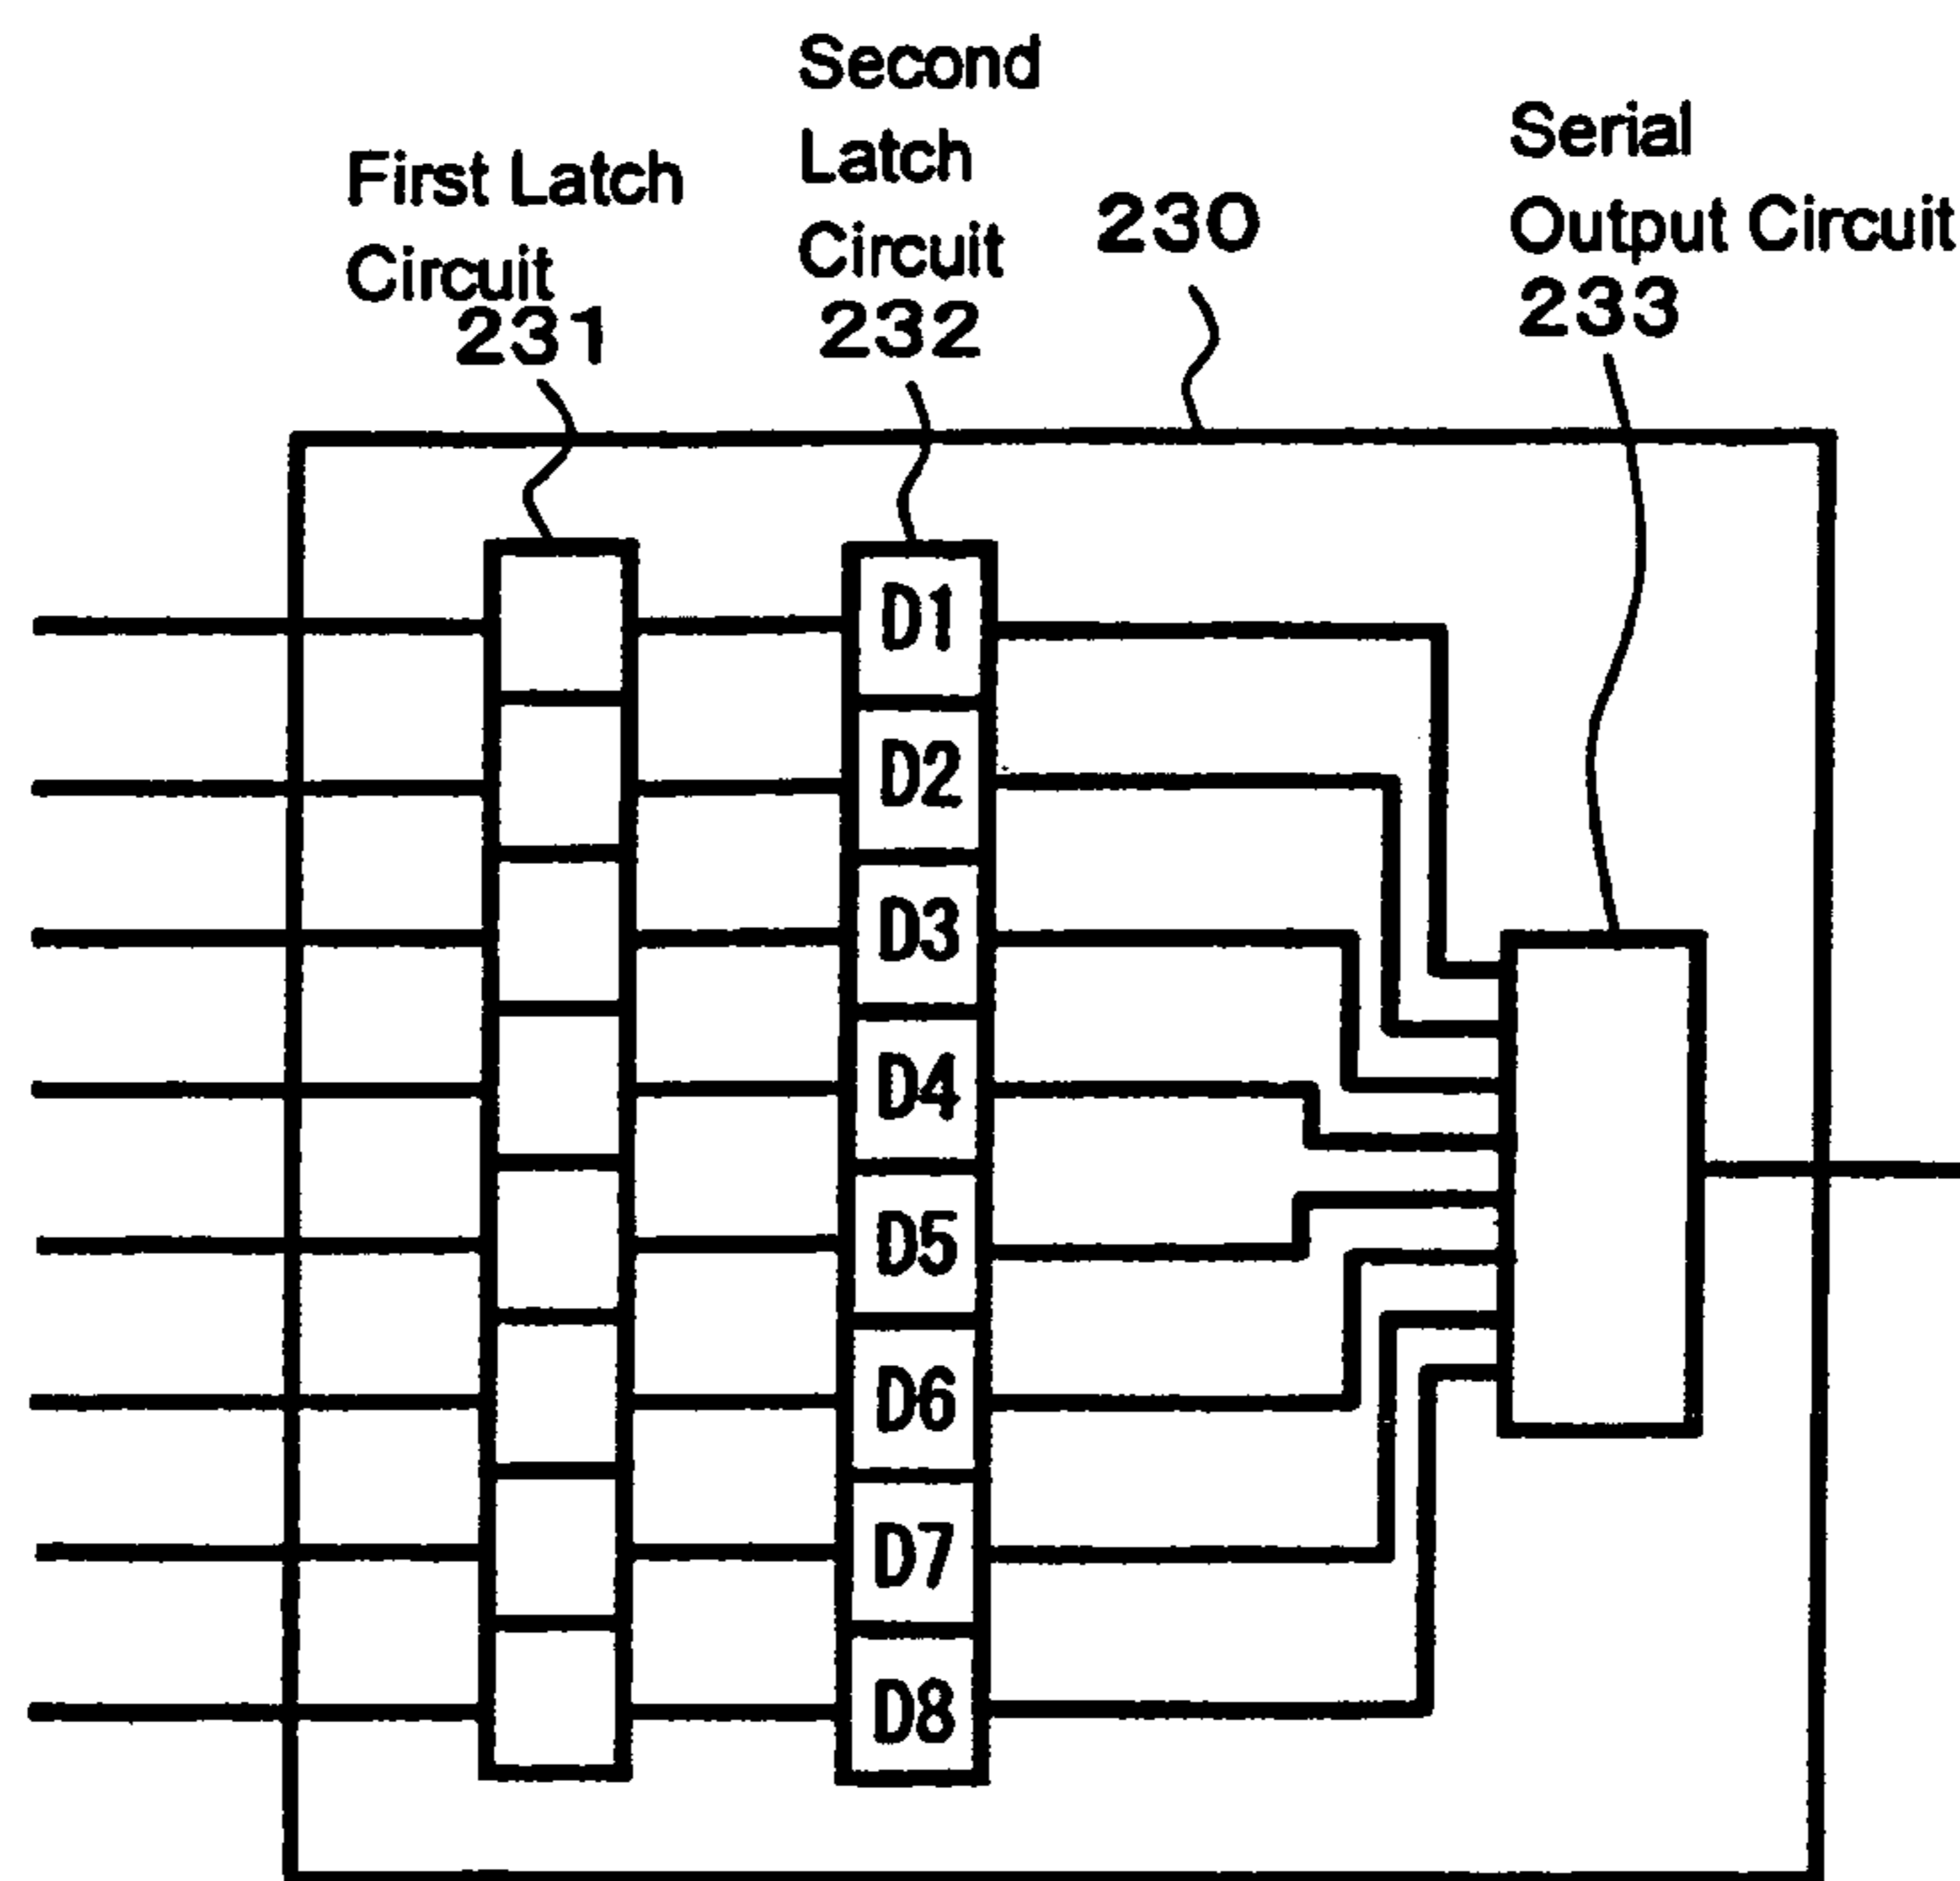 First Latch
Circuit
231
Second
Latch
Circuit
232
230
Serial
Output Circuit
233
D1
D2
D3
D4
D5
D6
D7
D8